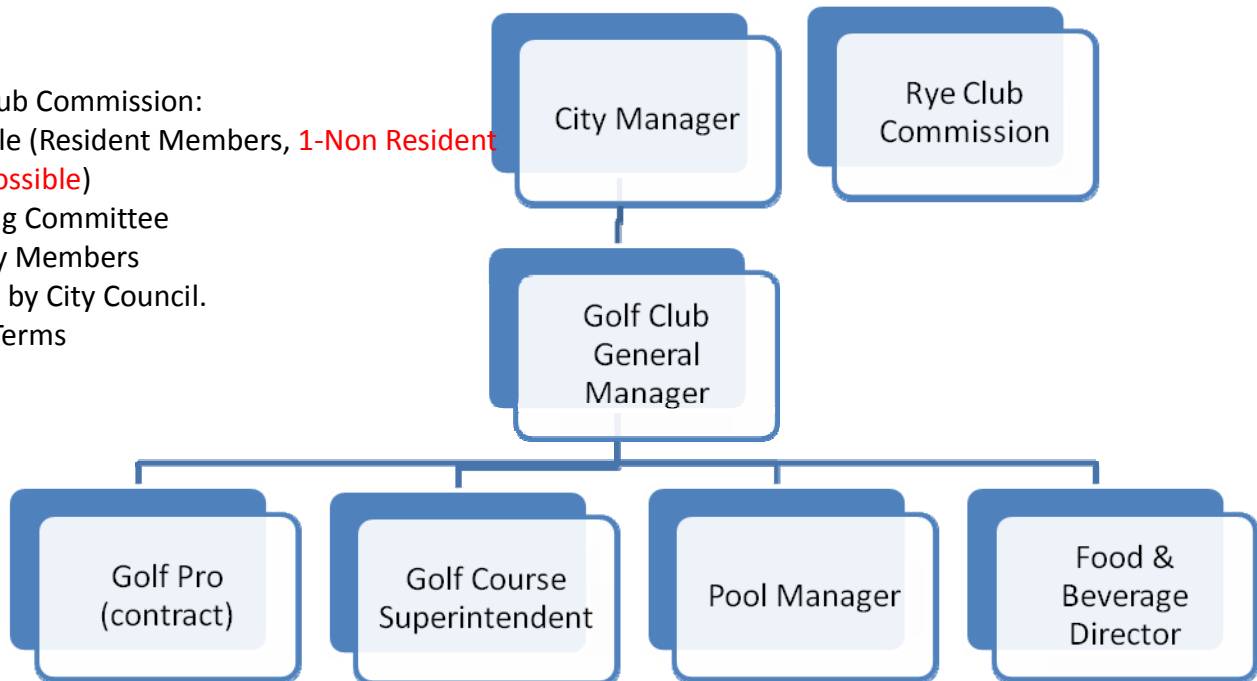 Commission:
(Resident Members, 1-Non Resident
)
Committee
Members
by City Council.
Terms
City Manager
Rye Club
Commission
Golf Club
General
Manager
Golf Pro
(contract)
Golf Course
Superintendent
Pool Manager
Food &
Beverage
Director